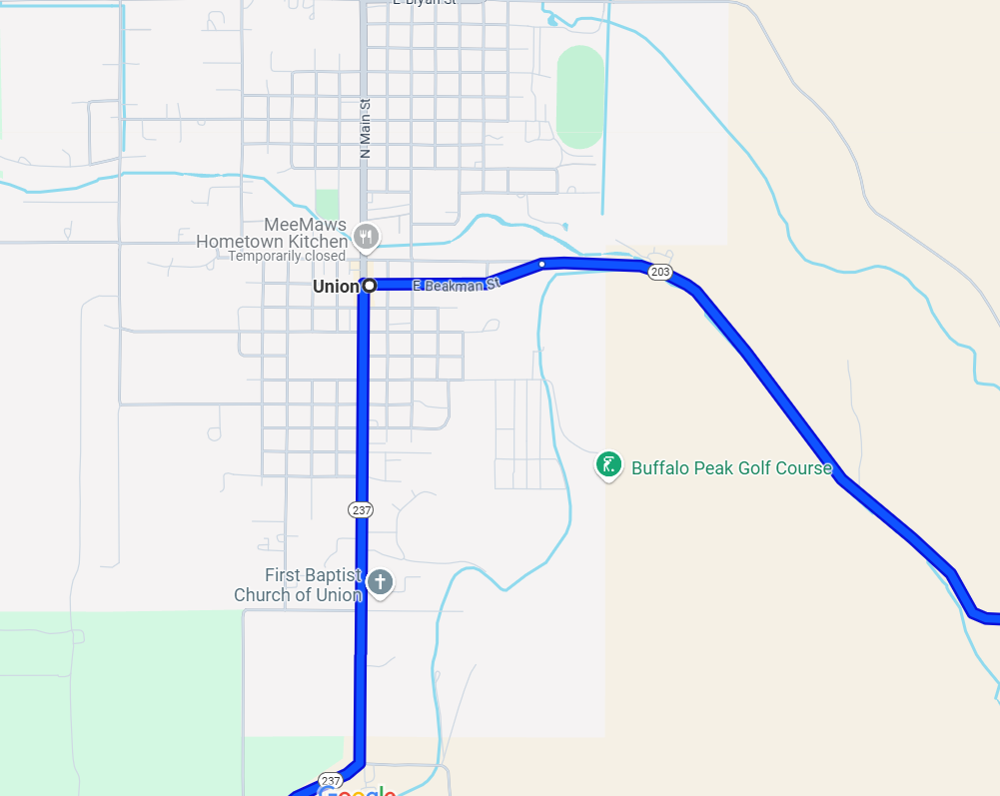 E Bryan St
N Main St
MeeMaws
Hometown Kitchen
Temporarily closed
203
Union
E Beakman St
Buffalo Peak Golf Course
237
First Baptist
Church of Union
237
Google